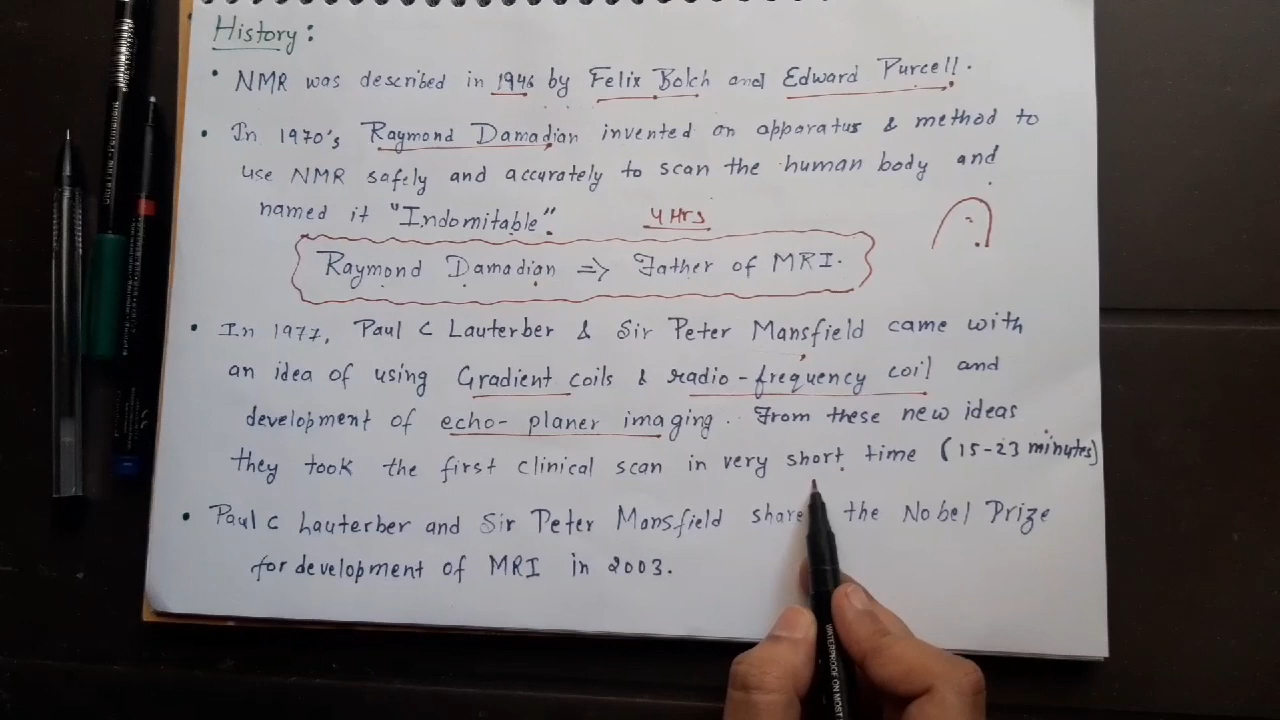 History:
• NMR was described in 1946 by Felix Bolch and Edward Purcell.
• In 1970's Raymond Damadian invented an apparatus & method to
use NMR safely and accurately to scan the human body and
named it "Indomitable".
4 Hrs
Raymond Damadian => Father of MRI.
• In 1977, Paul C Lauterber & Sir Peter Mansfield came with
an idea of using Gradient coils & radio-frequency coil and
development of echo-planer imaging. From these new ideas
they took the first clinical scan in very short time (15-23 minutes)
• Paul C Lauterber and Sir Peter Mansfield share the Nobel Prize
for development of MRI in 2003.
WATERPROOF ON MOST